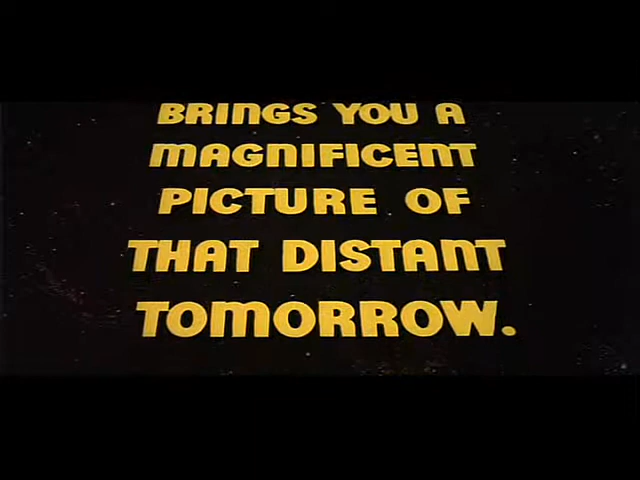 BRINGS YOU A
MAGNIFICENT
PICTURE OF
THAT DISTANT
TOMORROW.